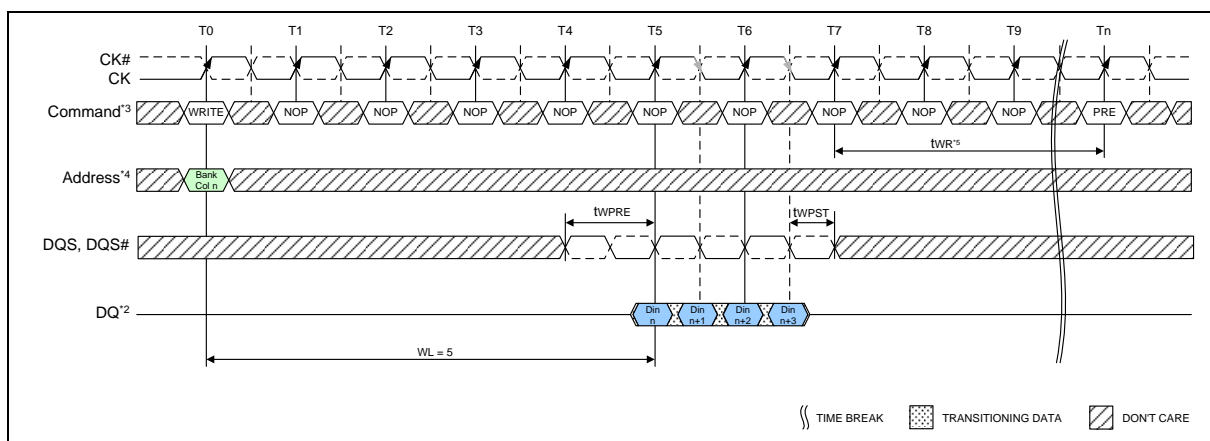 T0 T1 T2 T3 T4 T5 T6 T7 T8 T9 Tn
CK#
CK
Command*3 WRITE NOP NOP NOP NOP NOP NOP NOP NOP NOP PRE
tWR*5
Address*4 Bank
Col n
tWPRE tWPST
DQS, DQS#
DQ*2 Din n Din n+1 Din n+2 Din n+3
WL = 5
TIME BREAK TRANSITIONING DATA DON'T CARE